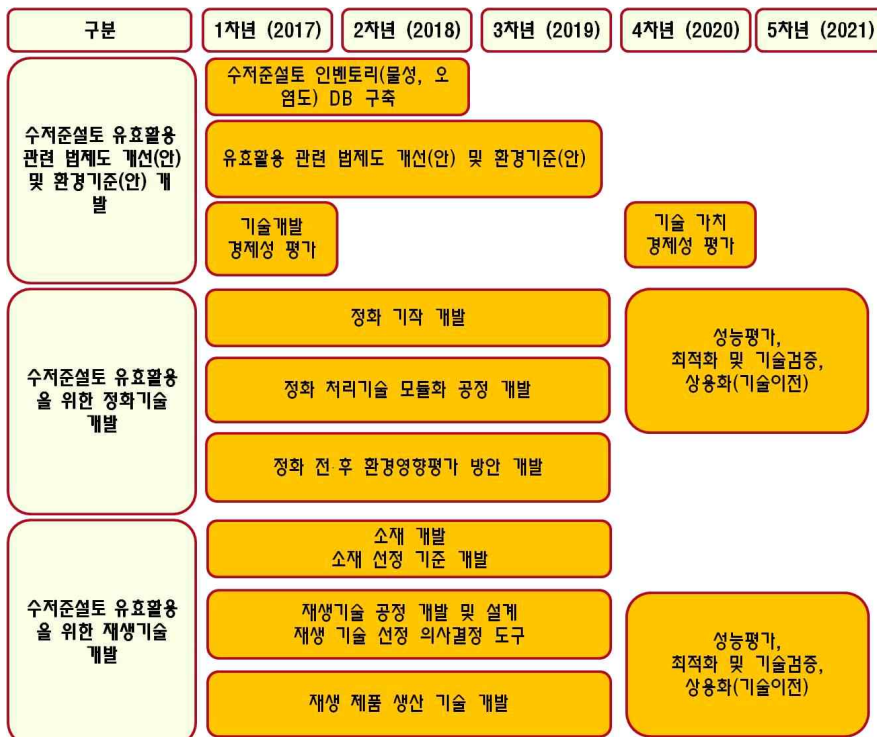 구분
1차년 (2017)
2차년 (2018)
3차년 (2019)
4차년 (2020)
5차년 (2021)
수저준설토 유효활용
관련 법제도 개선(안)
및 환경기준(안) 개
발
수저준설토 인벤토리(물성, 오
염도) DB 구축
유효활용 관련 법제도 개선(안) 및 환경기준(안)
기술개발
경제성 평가
기술 가치
경제성 평가
수저준설토 유효활용
을 위한 정화기술
개발
정화 기작 개발
정화 처리기술 모듈화 공정 개발
정화 전·후 환경영향평가 방안 개발
성능평가,
최적화 및 기술검증,
상용화(기술이전)
수저준설토 유효활용
을 위한 재생기술
개발
소재 개발
소재 선정 기준 개발
재생기술 공정 개발 및 설계
재생 기술 선정 의사결정 도구
재생 제품 생산 기술 개발
성능평가,
최적화 및 기술검증,
상용화(기술이전)